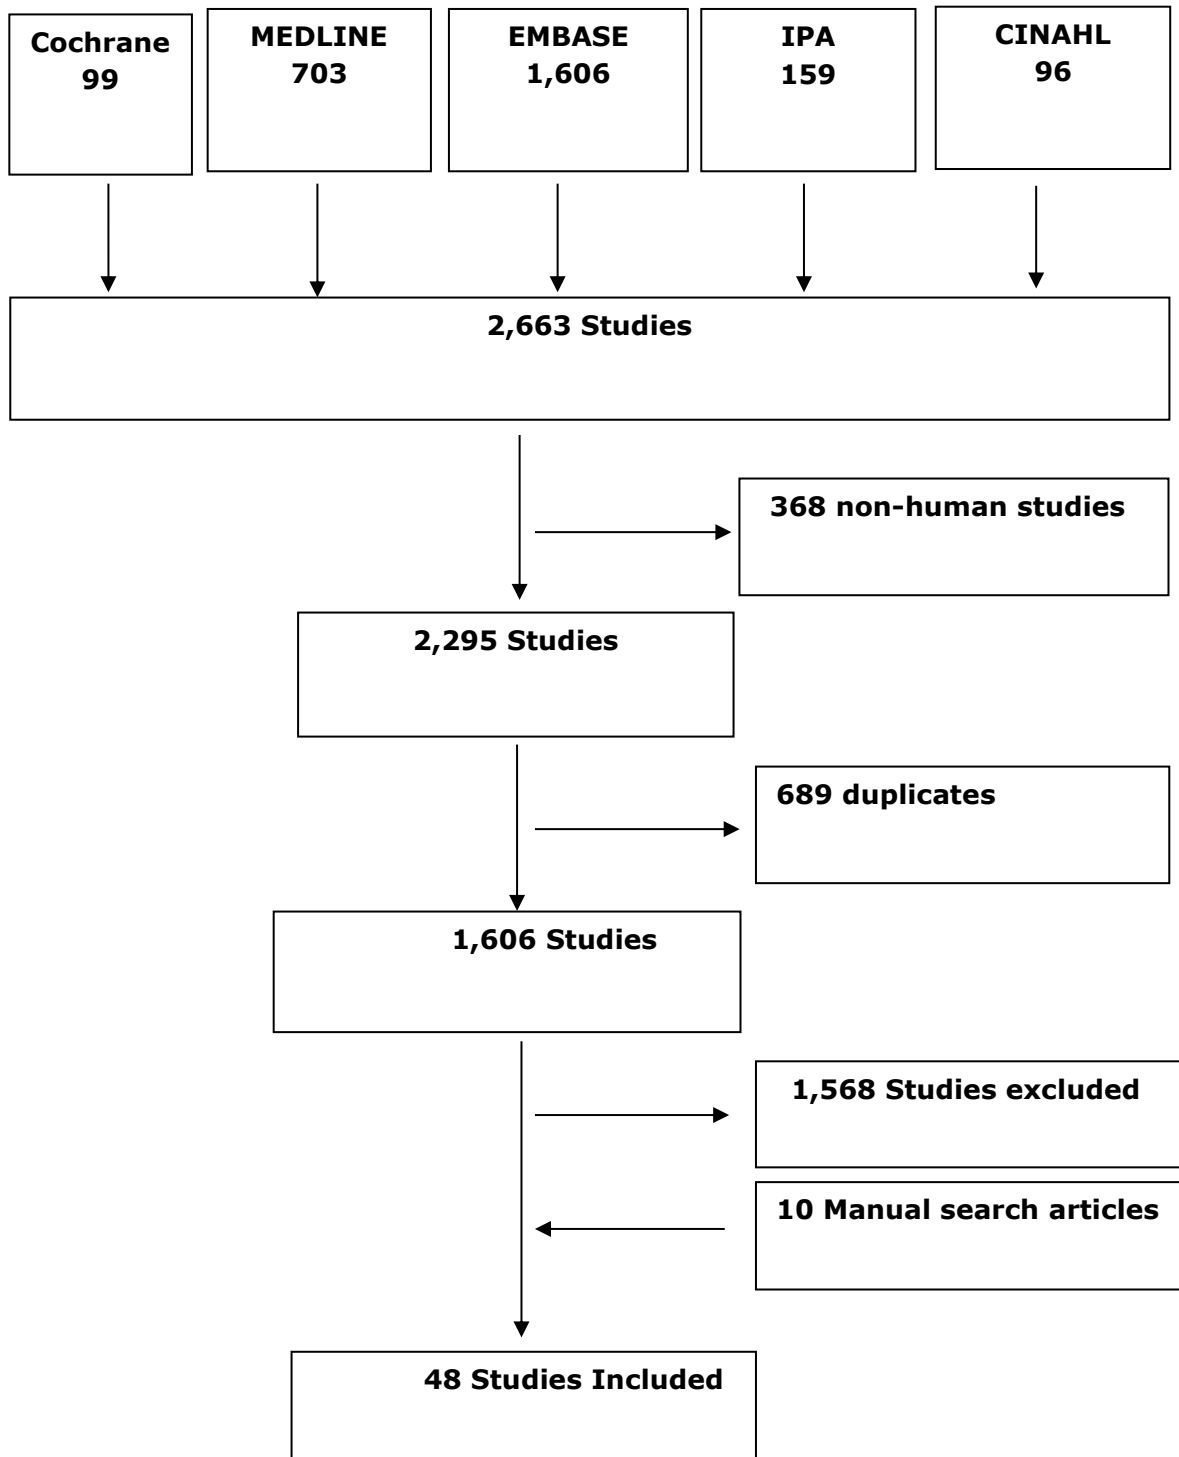 Cochrane
99
MEDLINE
703
EMBASE
1,606
IPA
159
CINAHL
96
2,663 Studies
368 non-human studies
2,295 Studies
689 duplicates
1,606 Studies
1,568 Studies excluded
10 Manual search articles
48 Studies Included